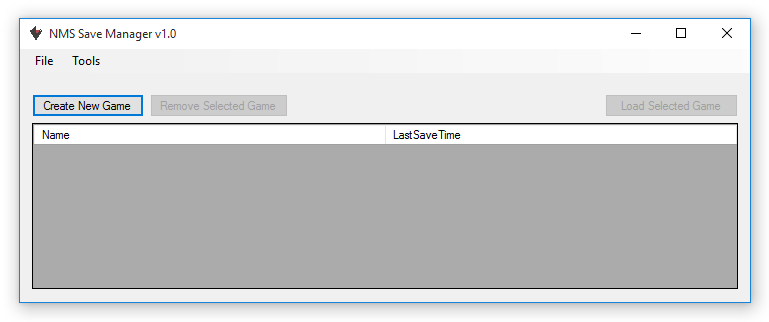 NMS Save Manager v1.0
File Tools
Create New Game Remove Selected Game Load Selected Game
Name LastSaveTime